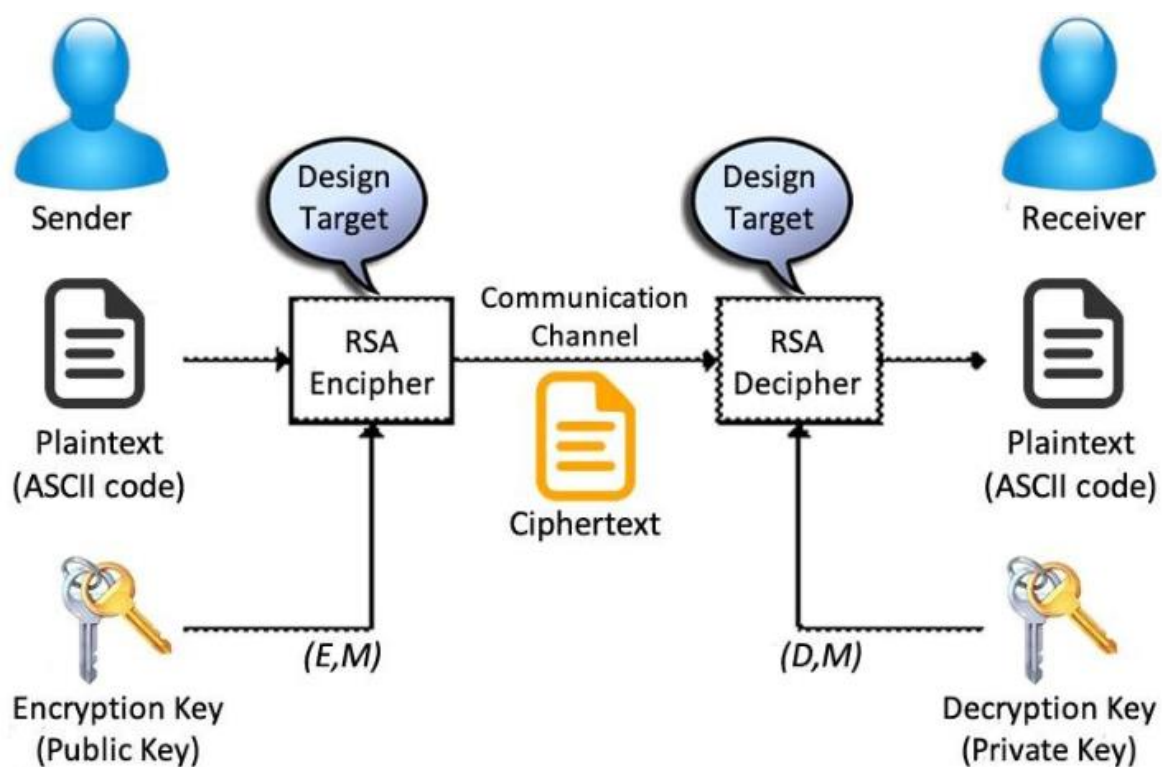 Sender
Design
Target
Design
Target
Receiver
Communication
Channel
RSA
Encipher
RSA
Decipher
Plaintext
(ASCII code)
Ciphertext
Plaintext
(ASCII code)
(E,M)
(D,M)
Encryption Key
(Public Key)
Decryption Key
(Private Key)